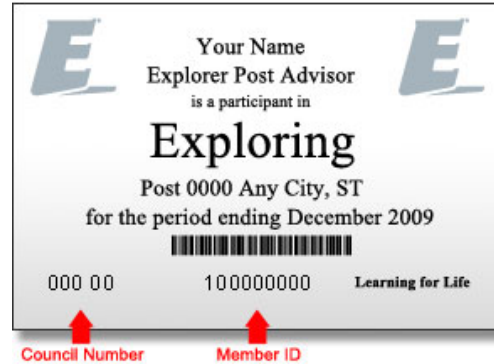 Your Name
Explorer Post Advisor
is a participant in
Exploring
Post 0000 Any City, ST
for the period ending December 2009
000 00 100000000 Learning for Life
Council Number Member ID